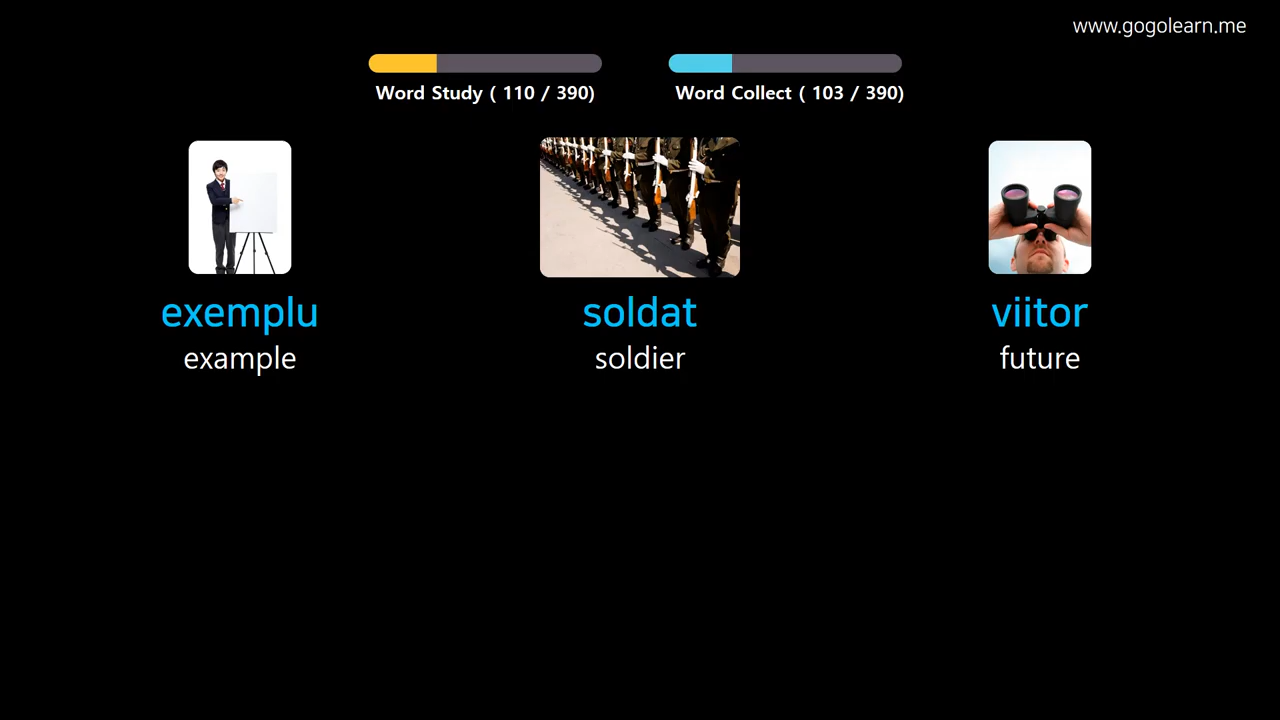 www.gogolearn.me
Word Study ( 110 / 390)
Word Collect ( 103 / 390)
exemplu
example
soldat
soldier
viitor
future